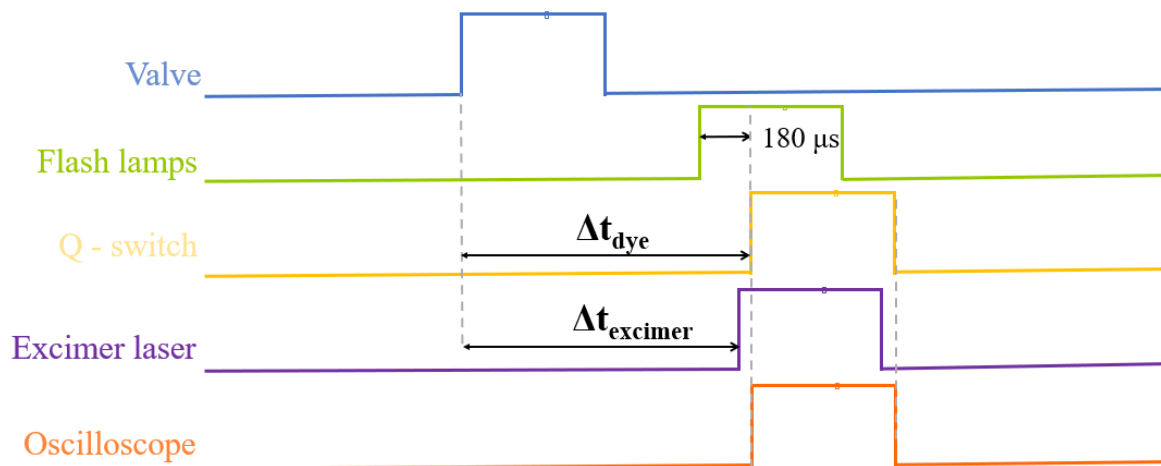 Valve
Flash lamps
180 μs
Q - switch
Δt_dye
Δt_excimer
Excimer laser
Oscilloscope